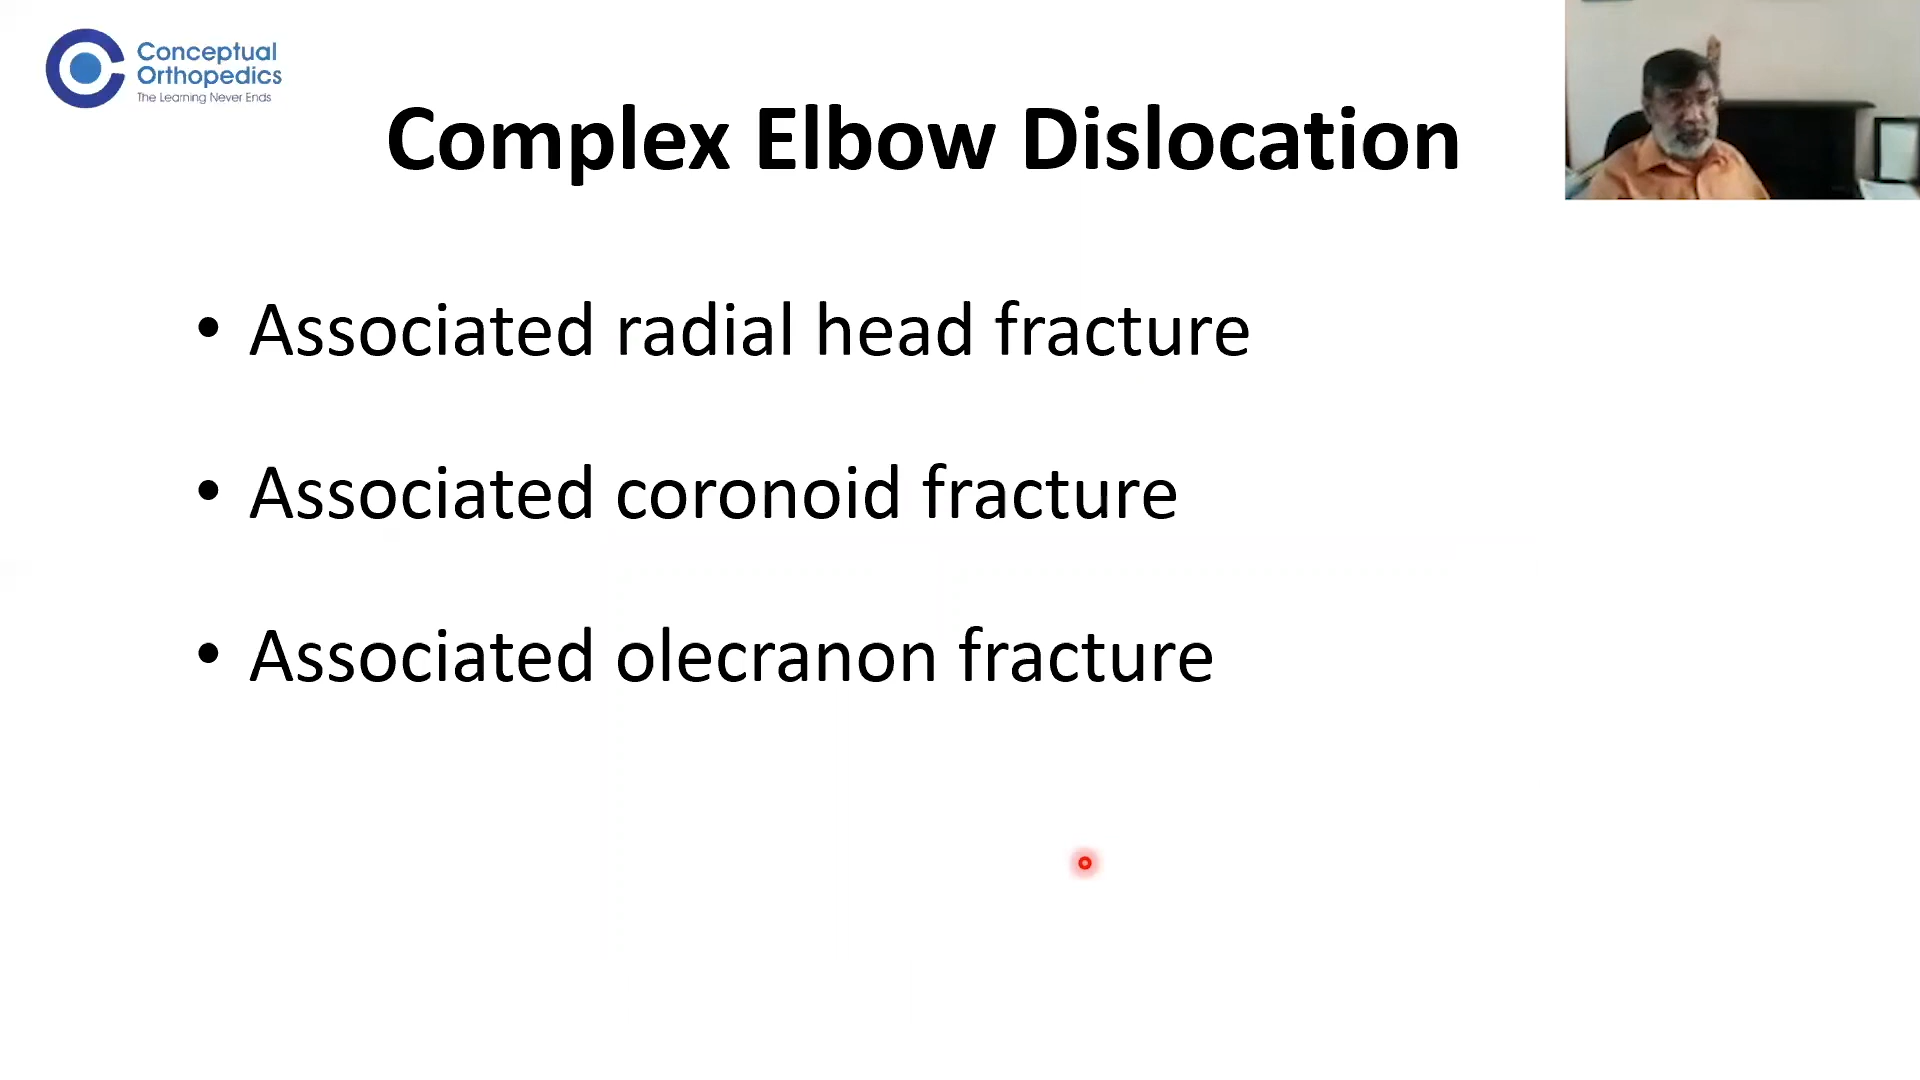 Conceptual
Orthopedics
The Learning Never Ends
Complex Elbow Dislocation
• Associated radial head fracture
• Associated coronoid fracture
• Associated olecranon fracture